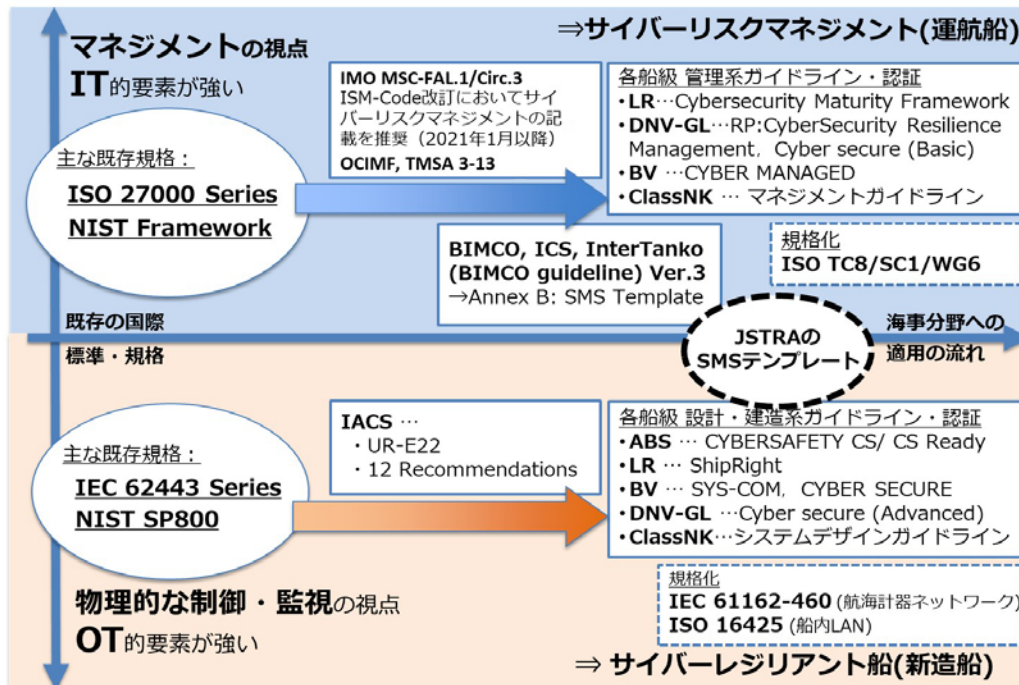 マネジメントの視点
IT的要素が強い
⇒サイバーリスクマネジメント(運航船)
主な既存規格：
ISO 27000 Series
NIST Framework
IMO MSC-FAL.1/Circ.3
ISM-Code改訂においてサイ
バーリスクマネジメントの記
載を推奨（2021年1月以降）
OCIMF, TMSA 3-13
各船級 管理系ガイドライン・認証
・LR…Cybersecurity Maturity Framework
・DNV-GL…RP:CyberSecurity Resilience
Management, Cyber secure (Basic)
・BV …CYBER MANAGED
・ClassNK … マネジメントガイドライン
BIMCO, ICS, InterTanko
(BIMCO guideline) Ver.3
→Annex B: SMS Template
規格化
ISO TC8/SC1/WG6
既存の国際
標準・規格
JSTRAの
SMSテンプレート
海事分野への
適用の流れ
主な既存規格：
IEC 62443 Series
NIST SP800
IACS …
・UR-E22
・12 Recommendations
各船級 設計・建造系ガイドライン・認証
・ABS … CYBERSAFETY CS/ CS Ready
・LR … ShipRight
・BV … SYS-COM, CYBER SECURE
・DNV-GL …Cyber secure (Advanced)
・ClassNK…システムデザインガイドライン
規格化
IEC 61162-460 (航海計器ネットワーク)
ISO 16425 (船内LAN)
物理的な制御・監視の視点
OT的要素が強い
⇒ サイバーレジリアント船(新造船)